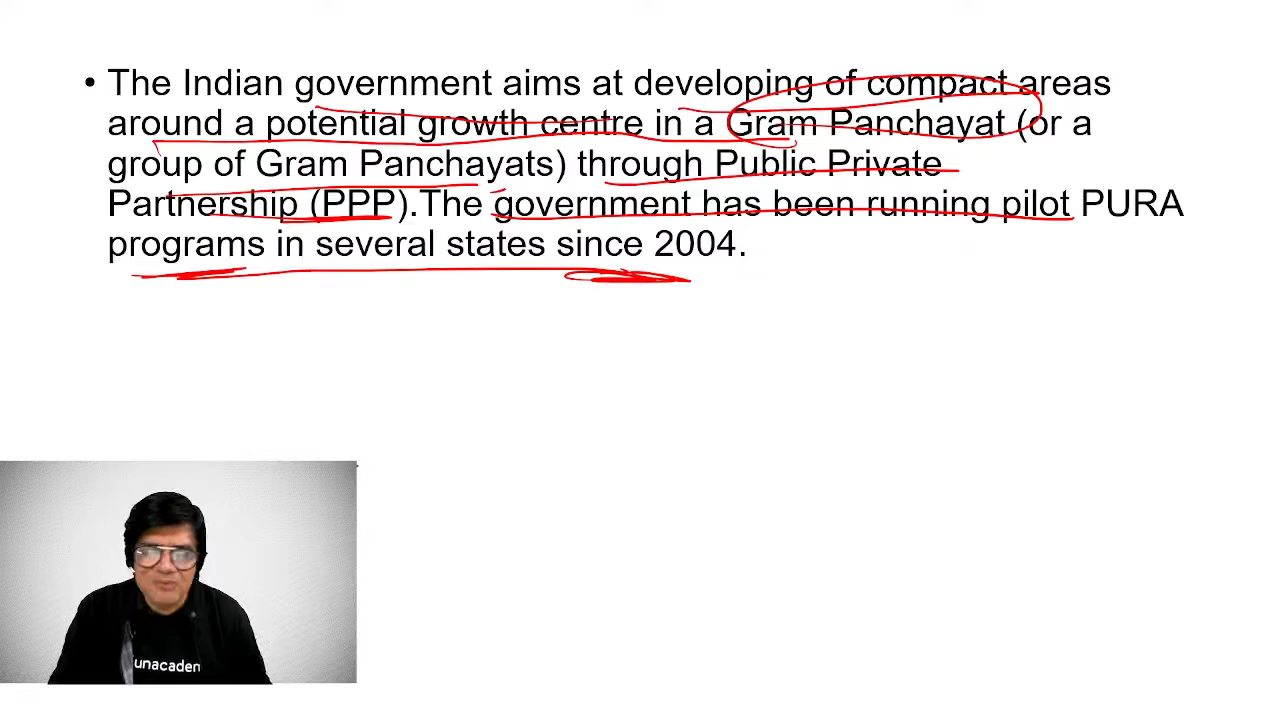 • The Indian government aims at developing of compact areas
around a potential growth centre in a Gram Panchayat (or a
group of Gram Panchayats) through Public Private
Partnership (PPP).The government has been running pilot PURA
programs in several states since 2004.
unacaden